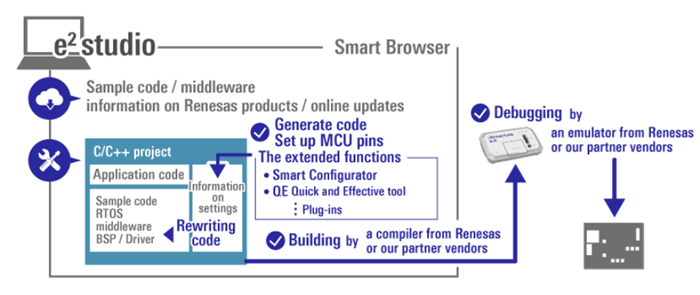 e² studio
Smart Browser
Sample code / middleware
information on Renesas products / online updates
Generate code
Set up MCU pins
The extended functions
• Smart Configurator
• QE Quick and Effective tool
⋮ Plug-ins
C/C++ project
Application code
Information
on
settings
Sample code
RTOS
middleware
BSP / Driver
Rewriting
code
Building by
a compiler from Renesas
or our partner vendors
Debugging by
an emulator from Renesas
or our partner vendors